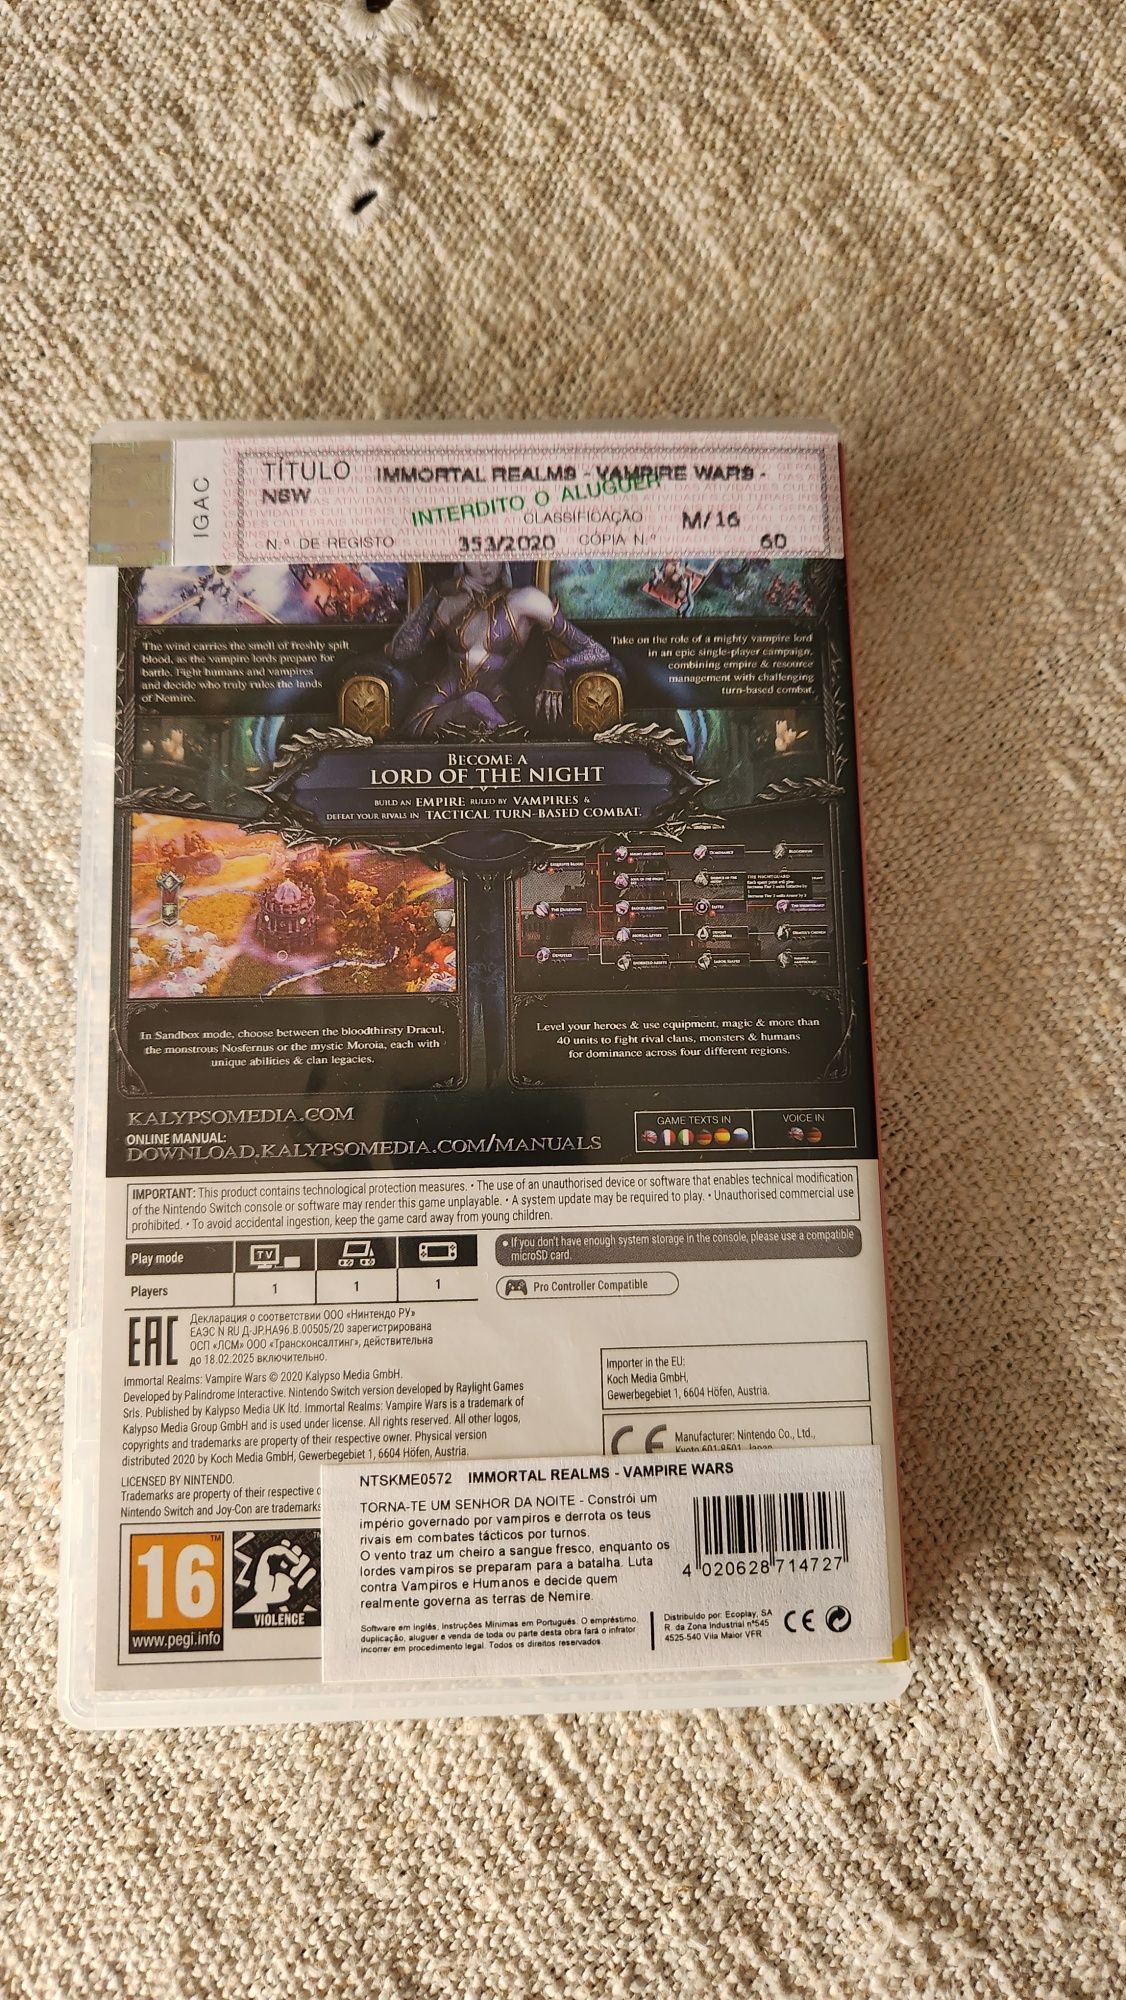 IGAC
TÍTULO IMMORTAL REALMS - VAMPIRE WARS -
NSW
INTERDITO O ALUGUER
CLASSIFICAÇÃO M/16
N.º DE REGISTO 353/2020 CÓPIA N.º 60
The wind carries the smell of freshly spilt
blood, as the vampire lords prepare for
battle. Fight humans and vampires
and decide who truly rules the lands
of Nemire.
Take on the role of a mighty vampire lord
in an epic single-player campaign,
combining empire & resource
management with challenging
turn-based combat.
BECOME A
LORD OF THE NIGHT
BUILD AN EMPIRE RULED BY VAMPIRES &
DEFEAT YOUR RIVALS IN TACTICAL TURN-BASED COMBAT.
In Sandbox mode, choose between the bloodthirsty Dracul,
the monstrous Nosfernus or the mystic Moroia, each with
unique abilities & clan legacies.
Level your heroes & use equipment, magic & more than
40 units to fight rival clans, monsters & humans
for dominance across four different regions.
KALYPSOMEDIA.COM
ONLINE MANUAL:
DOWNLOAD.KALYPSOMEDIA.COM/MANUALS
GAME TEXTS IN
VOICE IN
IMPORTANT: This product contains technological protection measures. • The use of an unauthorised device or software that enables technical modification
of the Nintendo Switch console or software may render this game unplayable. • A system update may be required to play. • Unauthorised commercial use
prohibited. • To avoid accidental ingestion, keep the game card away from young children.
Play mode TV
Players 1 1 1
• If you don't have enough system storage in the console, please use a compatible
microSD card.
Pro Controller Compatible
EAC
Декларация о соответствии ООО «Нинтендо РУ»
ЕАЭС N RU Д-JP.НА96.В.00505/20 зарегистрирована
ОСП «ЛСМ» ООО «Трансконсалтинг», действительна
до 18.02.2025 включительно.
Immortal Realms: Vampire Wars © 2020 Kalypso Media GmbH.
Developed by Palindrome Interactive. Nintendo Switch version developed by Raylight Games
Srls. Published by Kalypso Media UK ltd. Immortal Realms: Vampire Wars is a trademark of
Kalypso Media Group GmbH and is used under license. All rights reserved. All other logos,
copyrights and trademarks are property of their respective owner. Physical version
distributed 2020 by Koch Media GmbH, Gewerbegebiet 1, 6604 Höfen, Austria.
LICENSED BY NINTENDO.
Trademarks are property of their respective
Nintendo Switch and Joy-Con are trademarks
Importer in the EU:
Koch Media GmbH,
Gewerbegebiet 1, 6604 Höfen, Austria.
CE Manufacturer: Nintendo Co., Ltd.,
Kyoto 601-8501, Japan
16
www.pegi.info
VIOLENCE
NTSKME0572 IMMORTAL REALMS - VAMPIRE WARS
TORNA-TE UM SENHOR DA NOITE - Constrói um
império governado por vampiros e derrota os teus
rivais em combates tácticos por turnos.
O vento traz um cheiro a sangue fresco, enquanto os
lordes vampiros se preparam para a batalha. Luta
contra Vampiros e Humanos e decide quem
realmente governa as terras de Nemire.
4 020628 714727
Software em Inglês, Instruções Mínimas em Português. O empréstimo,
duplicação, aluguer e venda de toda ou parte desta obra fará o infrator
incorrer em procedimento legal. Todos os direitos reservados.
Distribuído por: Ecoplay, SA
R. da Zona Industrial nº545
4525-540 Vila Maior VFR
CE